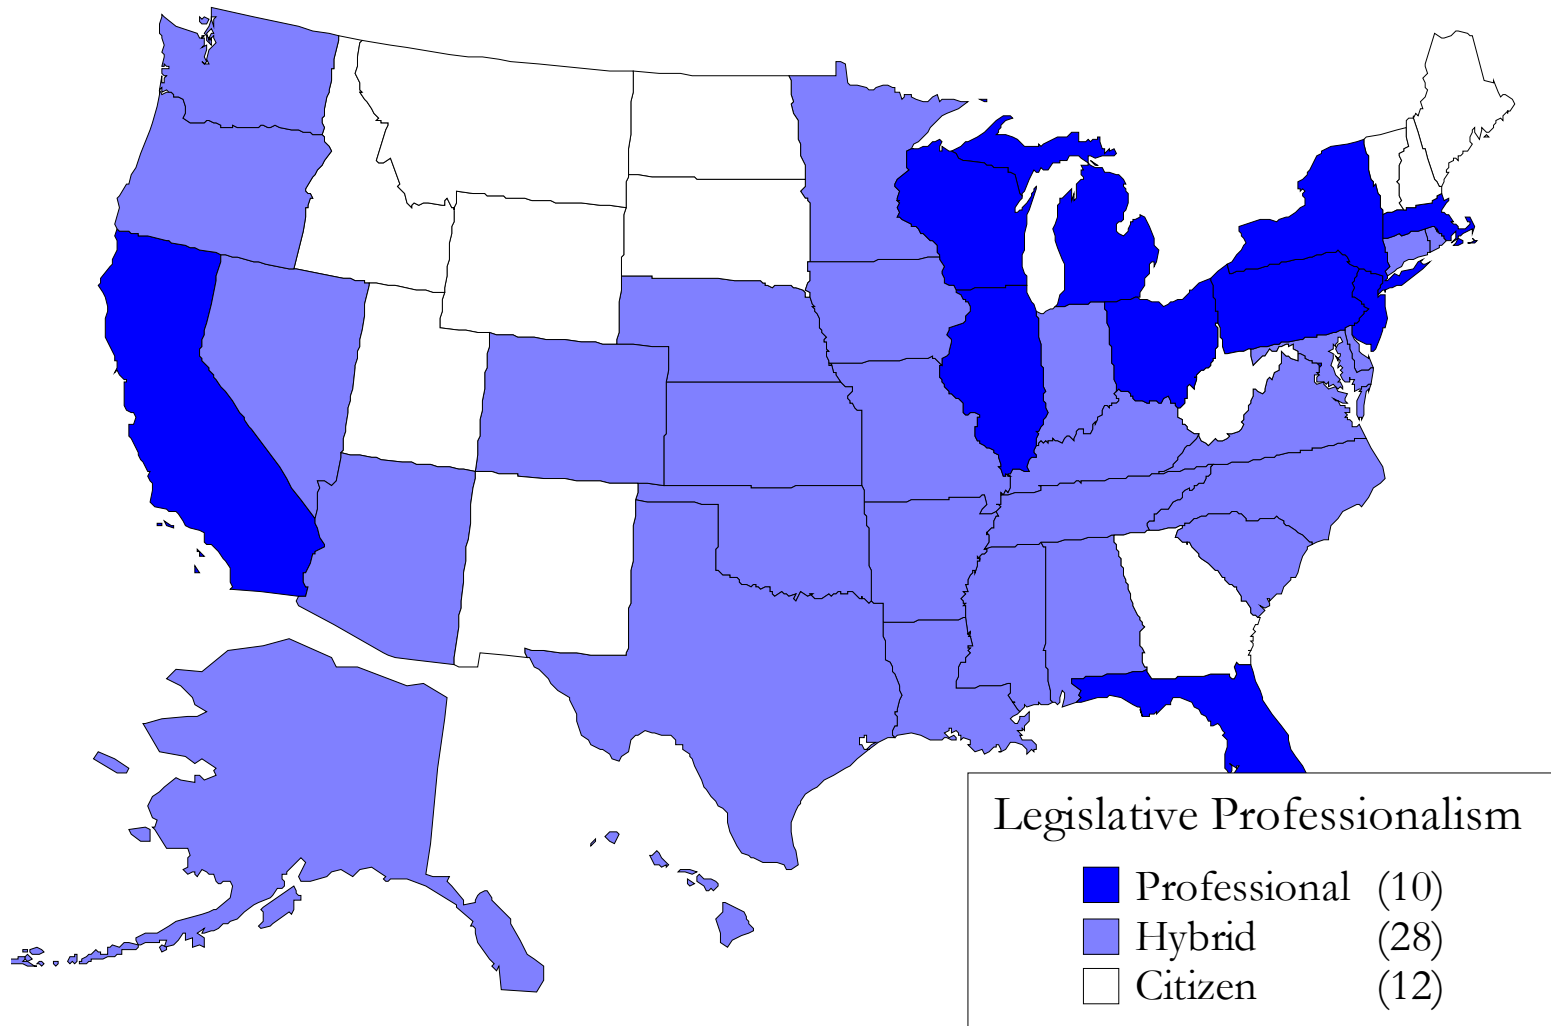 Legislative Professionalism
Professional (10)
Hybrid (28)
Citizen (12)